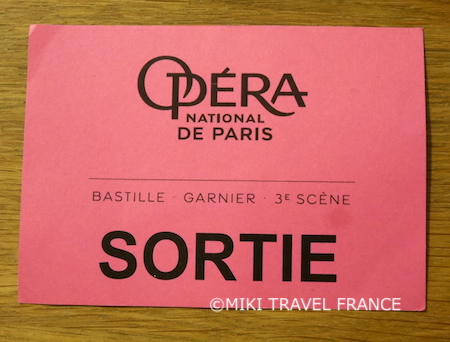 OPÉRA
NATIONAL
DE PARIS
BASTILLE · GARNIER · 3E SCÈNE
SORTIE
©MIKI TRAVEL FRANCE